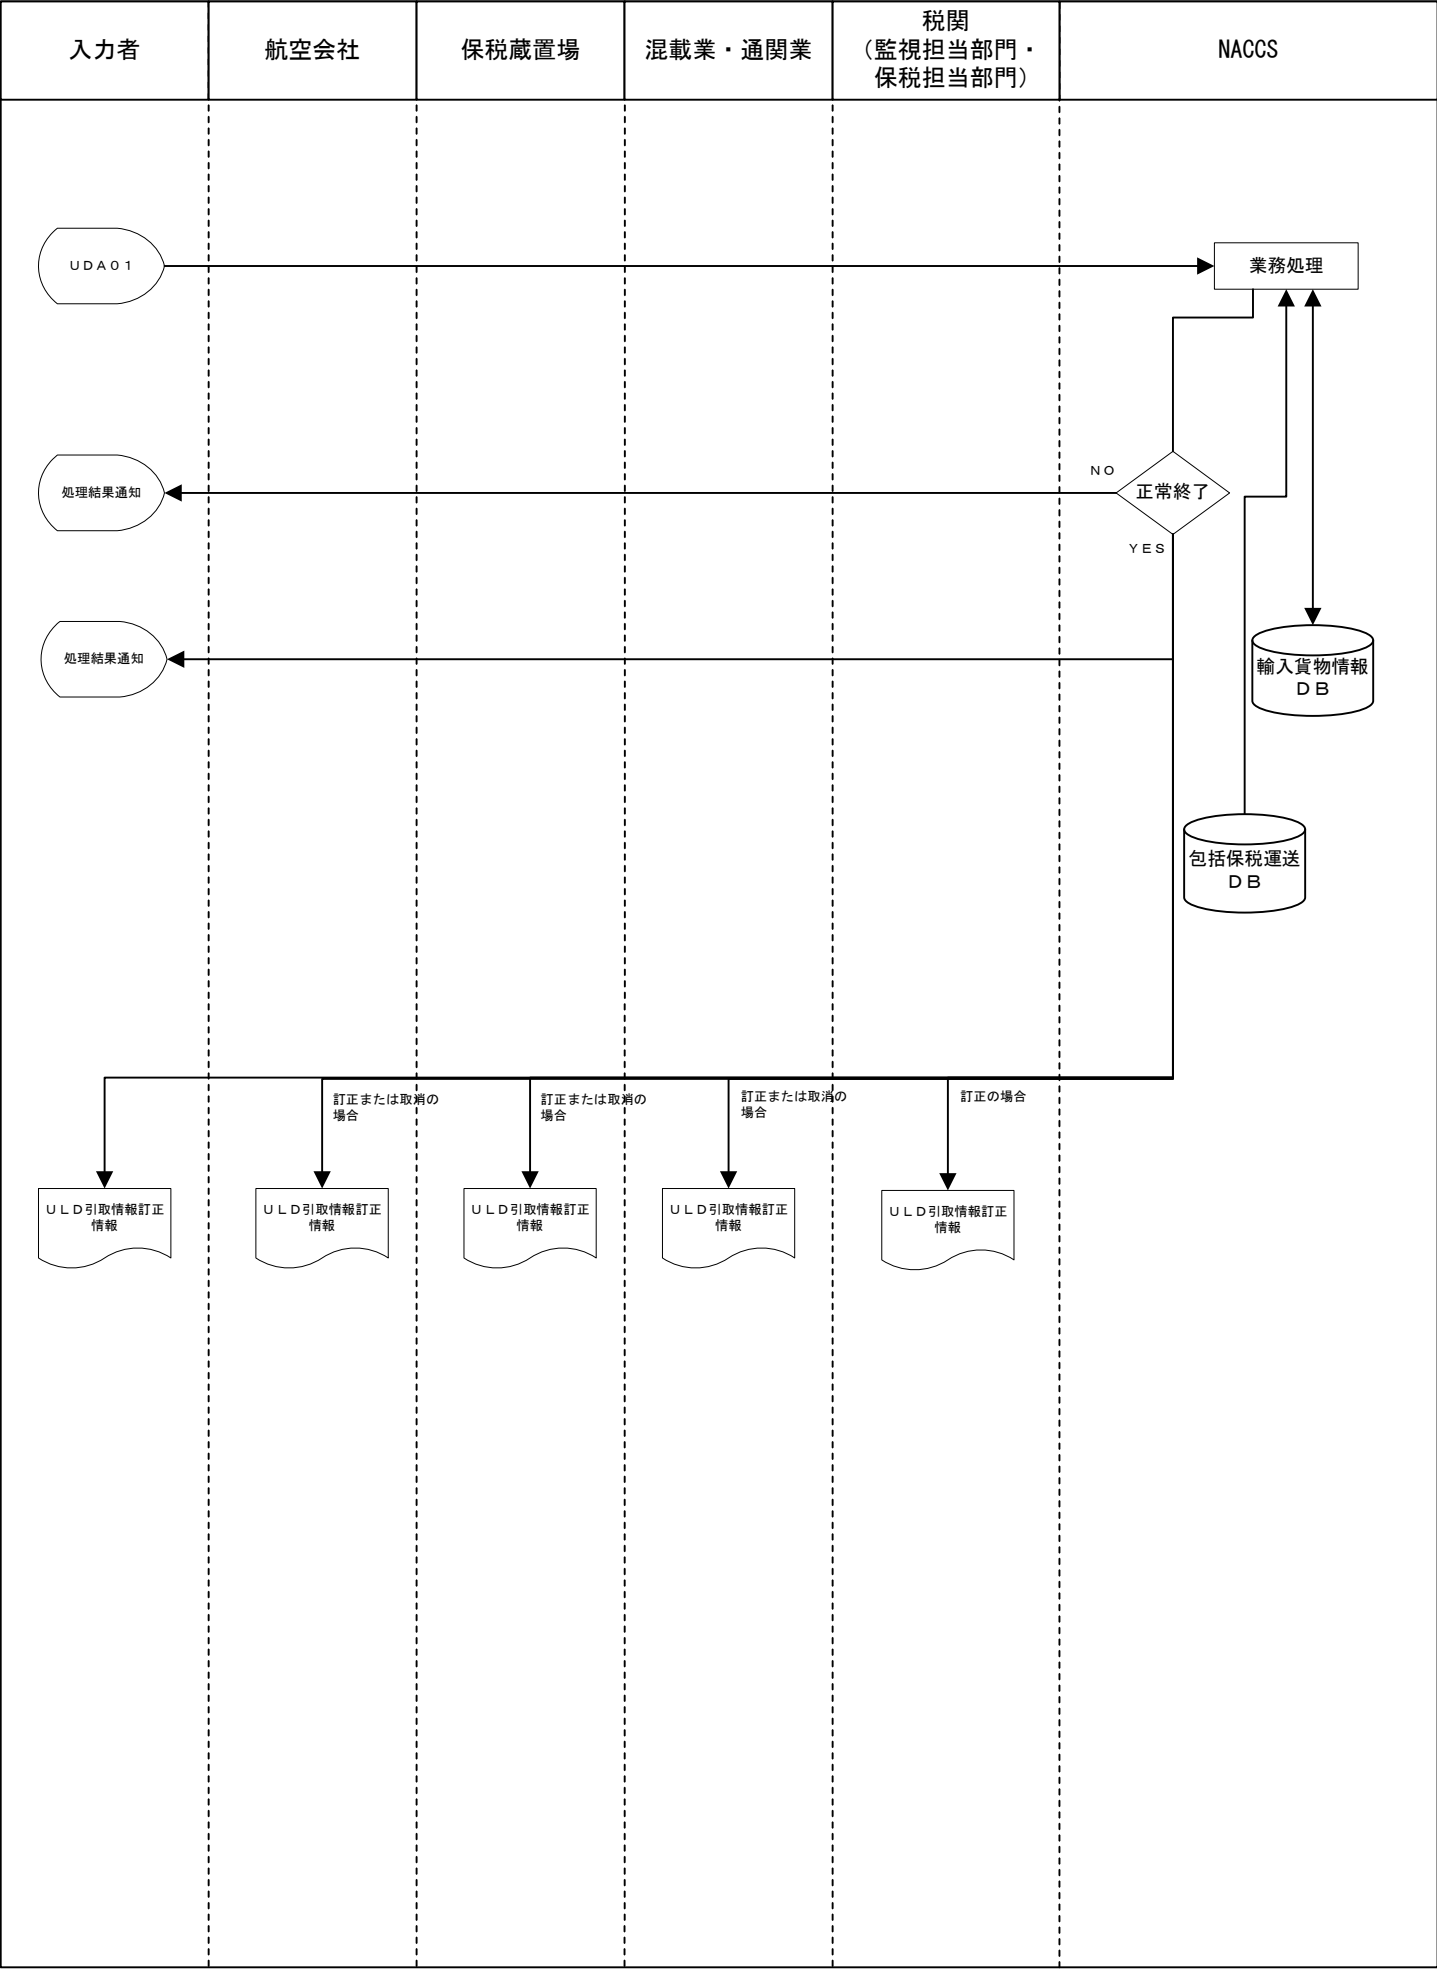 入力者
航空会社
保税蔵置場
混載業・通関業
税関
（監視担当部門・
保税担当部門）
NACCS
ＵＤＡ０１
業務処理
ＮＯ
処理結果通知
正常終了
ＹＥＳ
処理結果通知
輸入貨物情報
ＤＢ
包括保税運送
ＤＢ
訂正または取消の
場合
訂正または取消の
場合
訂正または取消の
場合
訂正の場合
ＵＬＤ引取情報訂正
情報
ＵＬＤ引取情報訂正
情報
ＵＬＤ引取情報訂正
情報
ＵＬＤ引取情報訂正
情報
ＵＬＤ引取情報訂正
情報